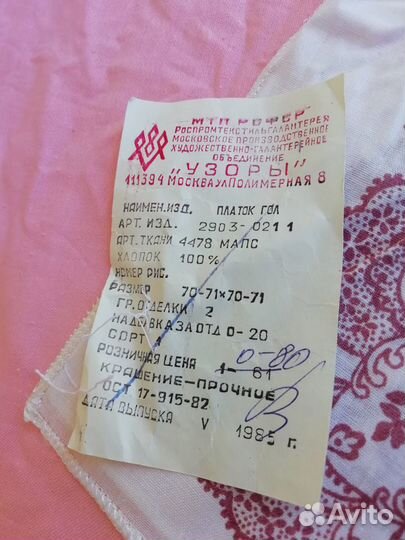 МТП РСФСР
РОСПРОМТЕКСТИЛЬГАЛАНТЕРЕЯ
МОСКОВСКОЕ ПРОИЗВОДСТВЕННОЕ
ХУДОЖЕСТВЕННО-ГАЛАНТЕРЕЙНОЕ
ОБЪЕДИНЕНИЕ
"УЗОРЫ"
111394 МОСКВА УЛ ПОЛИМЕРНАЯ 8
НАИМЕН.ИЗД. ПЛАТОК ГОЛ
АРТ. ИЗД. 2903-0211
АРТ. ТКАНИ 4478 МАПС
ХЛОПОК 100%
НОМЕР РИС.
РАЗМЕР 70-71×70-71
ГР.ОТДЕЛКИ 2
НАДБАВКА ЗА ОТД 0-20
СОРТ 1
РОЗНИЧНАЯ ЦЕНА 1-61 0-80
КРАШЕНИЕ-ПРОЧНОЕ
ОСТ 17-915-82
ДАТА ВЫПУСКА V 1985 г.
Avito